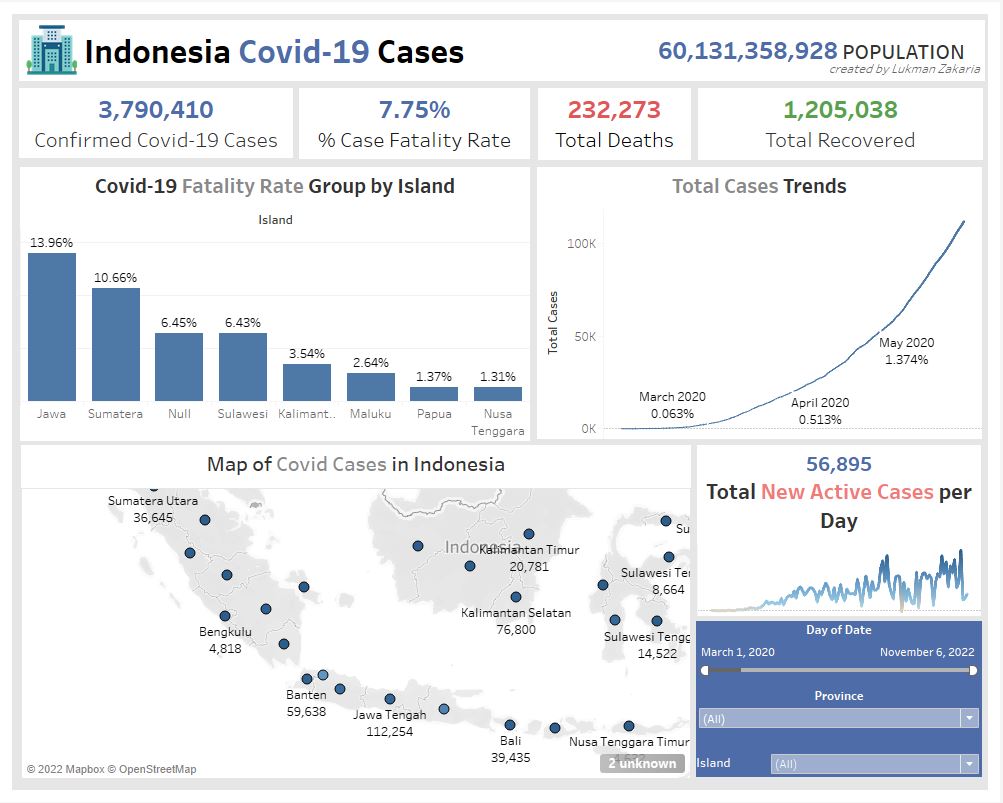 Indonesia Covid-19 Cases
60,131,358,928 POPULATION
created by Lukman Zakaria
3,790,410
Confirmed Covid-19 Cases
7.75%
% Case Fatality Rate
232,273
Total Deaths
1,205,038
Total Recovered
Covid-19 Fatality Rate Group by Island
Island
13.96%
10.66%
6.45%
6.43%
3.54%
2.64%
1.37%
1.31%
Jawa
Sumatera
Null
Sulawesi
Kalimant..
Maluku
Papua
Nusa
Tenggara
Total Cases Trends
Total Cases
100K
50K
0K
March 2020
0.063%
April 2020
0.513%
May 2020
1.374%
Map of Covid Cases in Indonesia
Sumatera Utara
36,645
Indonesia
Kalimantan Timur
20,781
Su
Sulawesi Ter
8,664
Kalimantan Selatan
76,800
Bengkulu
4,818
Sulawesi Tengg
14,522
Banten
59,638
Jawa Tengah
112,254
Bali
39,435
Nusa Tenggara Timur
2 unknown
© 2022 Mapbox © OpenStreetMap
56,895
Total New Active Cases per
Day
Day of Date
March 1, 2020
November 6, 2022
Province
(All)
Island
(All)